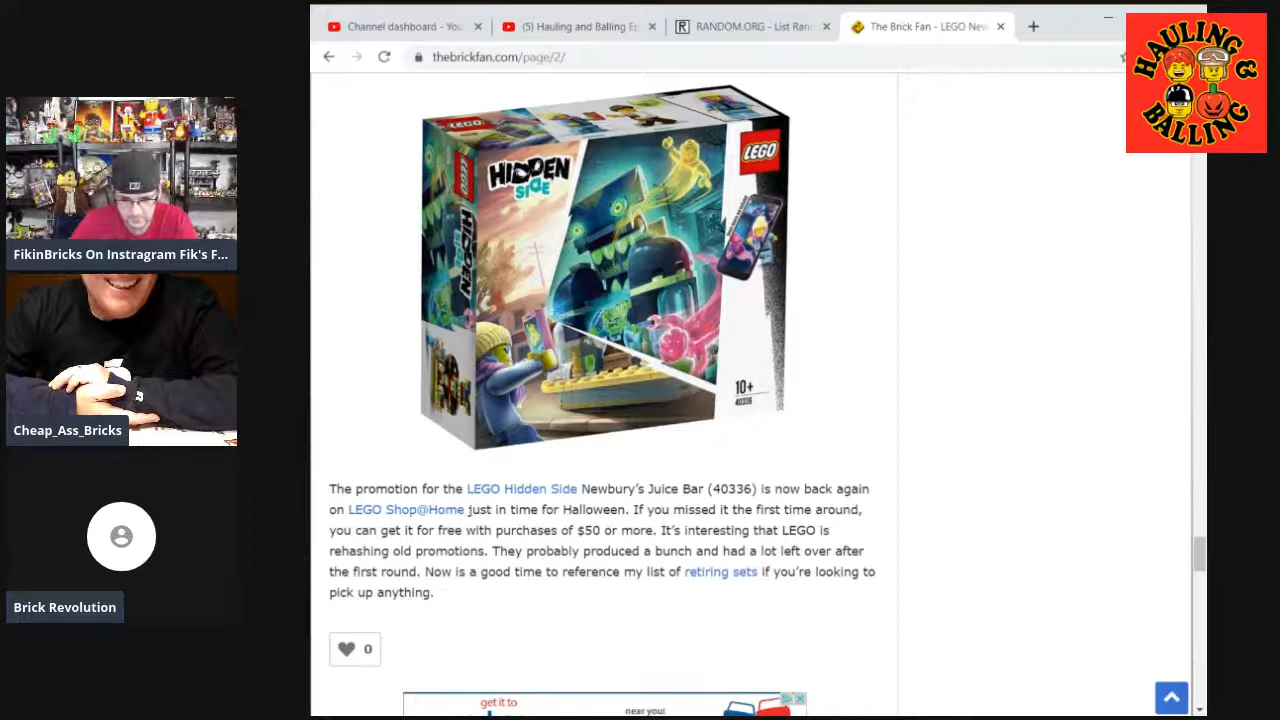 Channel dashboard - You
(5) Hauling and Balling Ep
RANDOM.ORG - List Ran
The Brick Fan - LEGO New
thebrickfan.com/page/2/
HAULING &
BALLING
LEGO
LEGO
HIDDEN
SIDE
LEGO
HIDDEN
SIDE
10+
40336
FikinBricks On Instragram Fik's F...
Cheap_Ass_Bricks
Brick Revolution
The promotion for the LEGO Hidden Side Newbury's Juice Bar (40336) is now back again
on LEGO Shop@Home just in time for Halloween. If you missed it the first time around,
you can get it for free with purchases of $50 or more. It's interesting that LEGO is
rehashing old promotions. They probably produced a bunch and had a lot left over after
the first round. Now is a good time to reference my list of retiring sets if you're looking to
pick up anything.
0
get it to
near you!